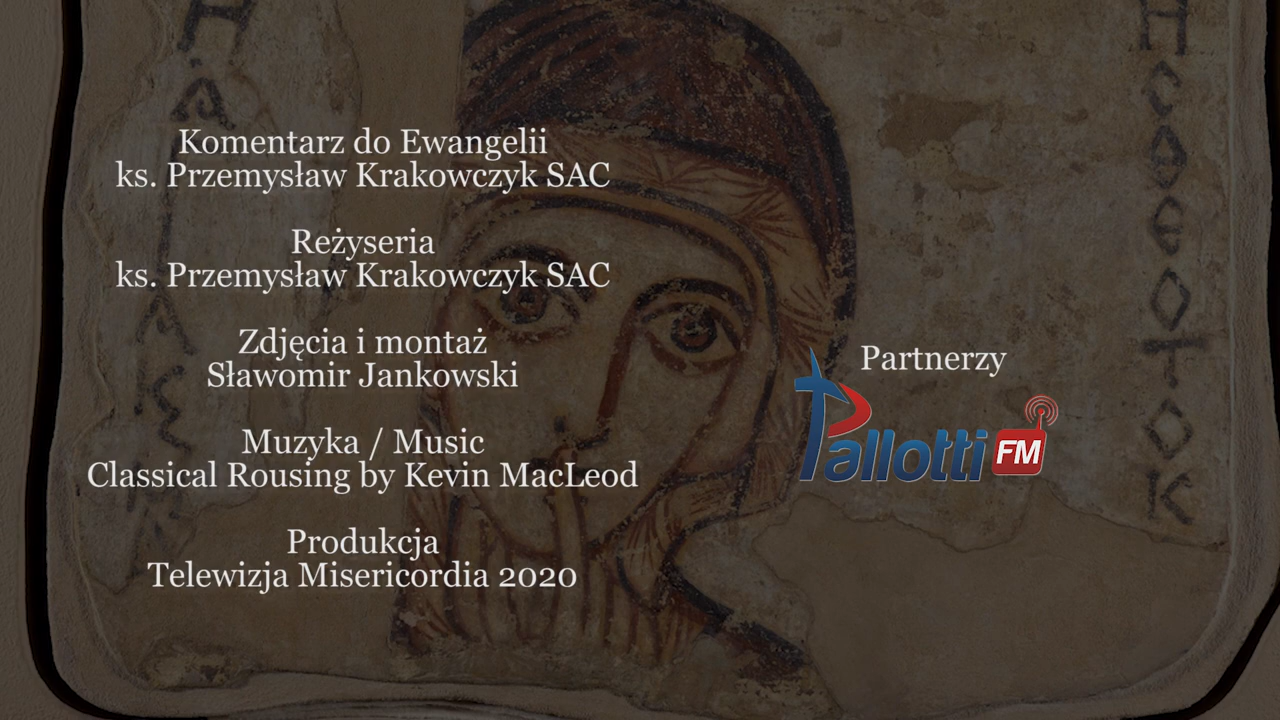 Komentarz do Ewangelii
ks. Przemysław Krakowczyk SAC
Reżyseria
ks. Przemysław Krakowczyk SAC
Zdjęcia i montaż
Sławomir Jankowski
Muzyka / Music
Classical Rousing by Kevin MacLeod
Produkcja
Telewizja Misericordia 2020
Partnerzy
Pallotti FM